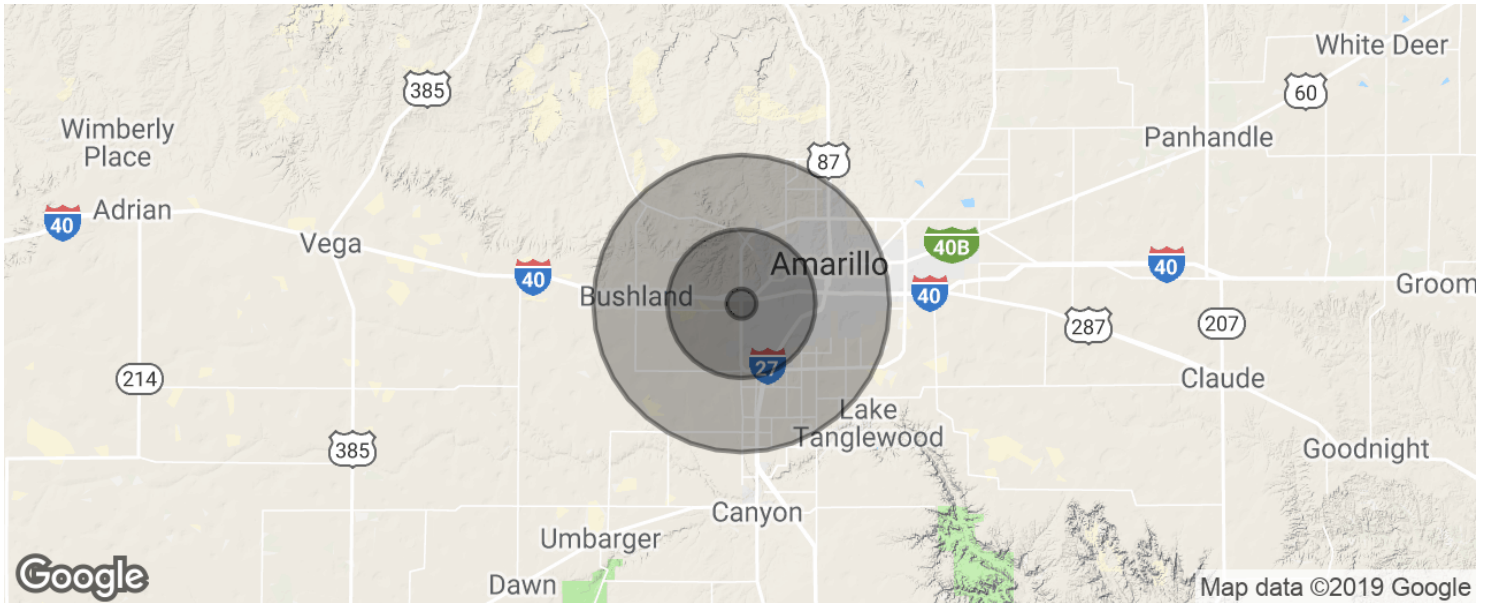 White Deer
385
60
Wimberly
Place
87
Panhandle
40
Adrian
Vega
40B
40
Amarillo
40
40
Bushland
Groom
287
207
27
214
Claude
Lake
Tanglewood
385
Goodnight
Canyon
Umbarger
Dawn
Google
Map data ©2019 Google